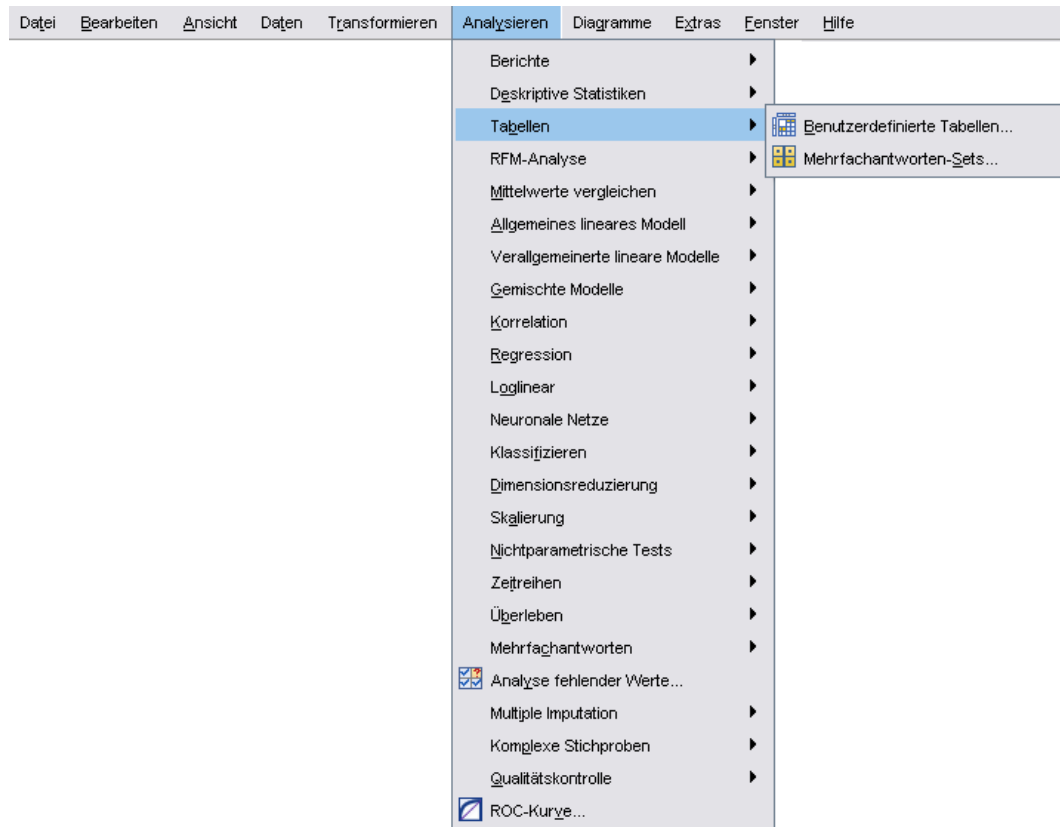 Datei Bearbeiten Ansicht Daten Transformieren Analysieren Diagramme Extras Fenster Hilfe
Berichte
Deskriptive Statistiken
Tabellen
Benutzerdefinierte Tabellen...
RFM-Analyse
Mehrfachantworten-Sets...
Mittelwerte vergleichen
Allgemeines lineares Modell
Verallgemeinerte lineare Modelle
Gemischte Modelle
Korrelation
Regression
Loglinear
Neuronale Netze
Klassifizieren
Dimensionsreduzierung
Skalierung
Nichtparametrische Tests
Zeitreihen
Überleben
Mehrfachantworten
Analyse fehlender Werte...
Multiple Imputation
Komplexe Stichproben
Qualitätskontrolle
ROC-Kurve...